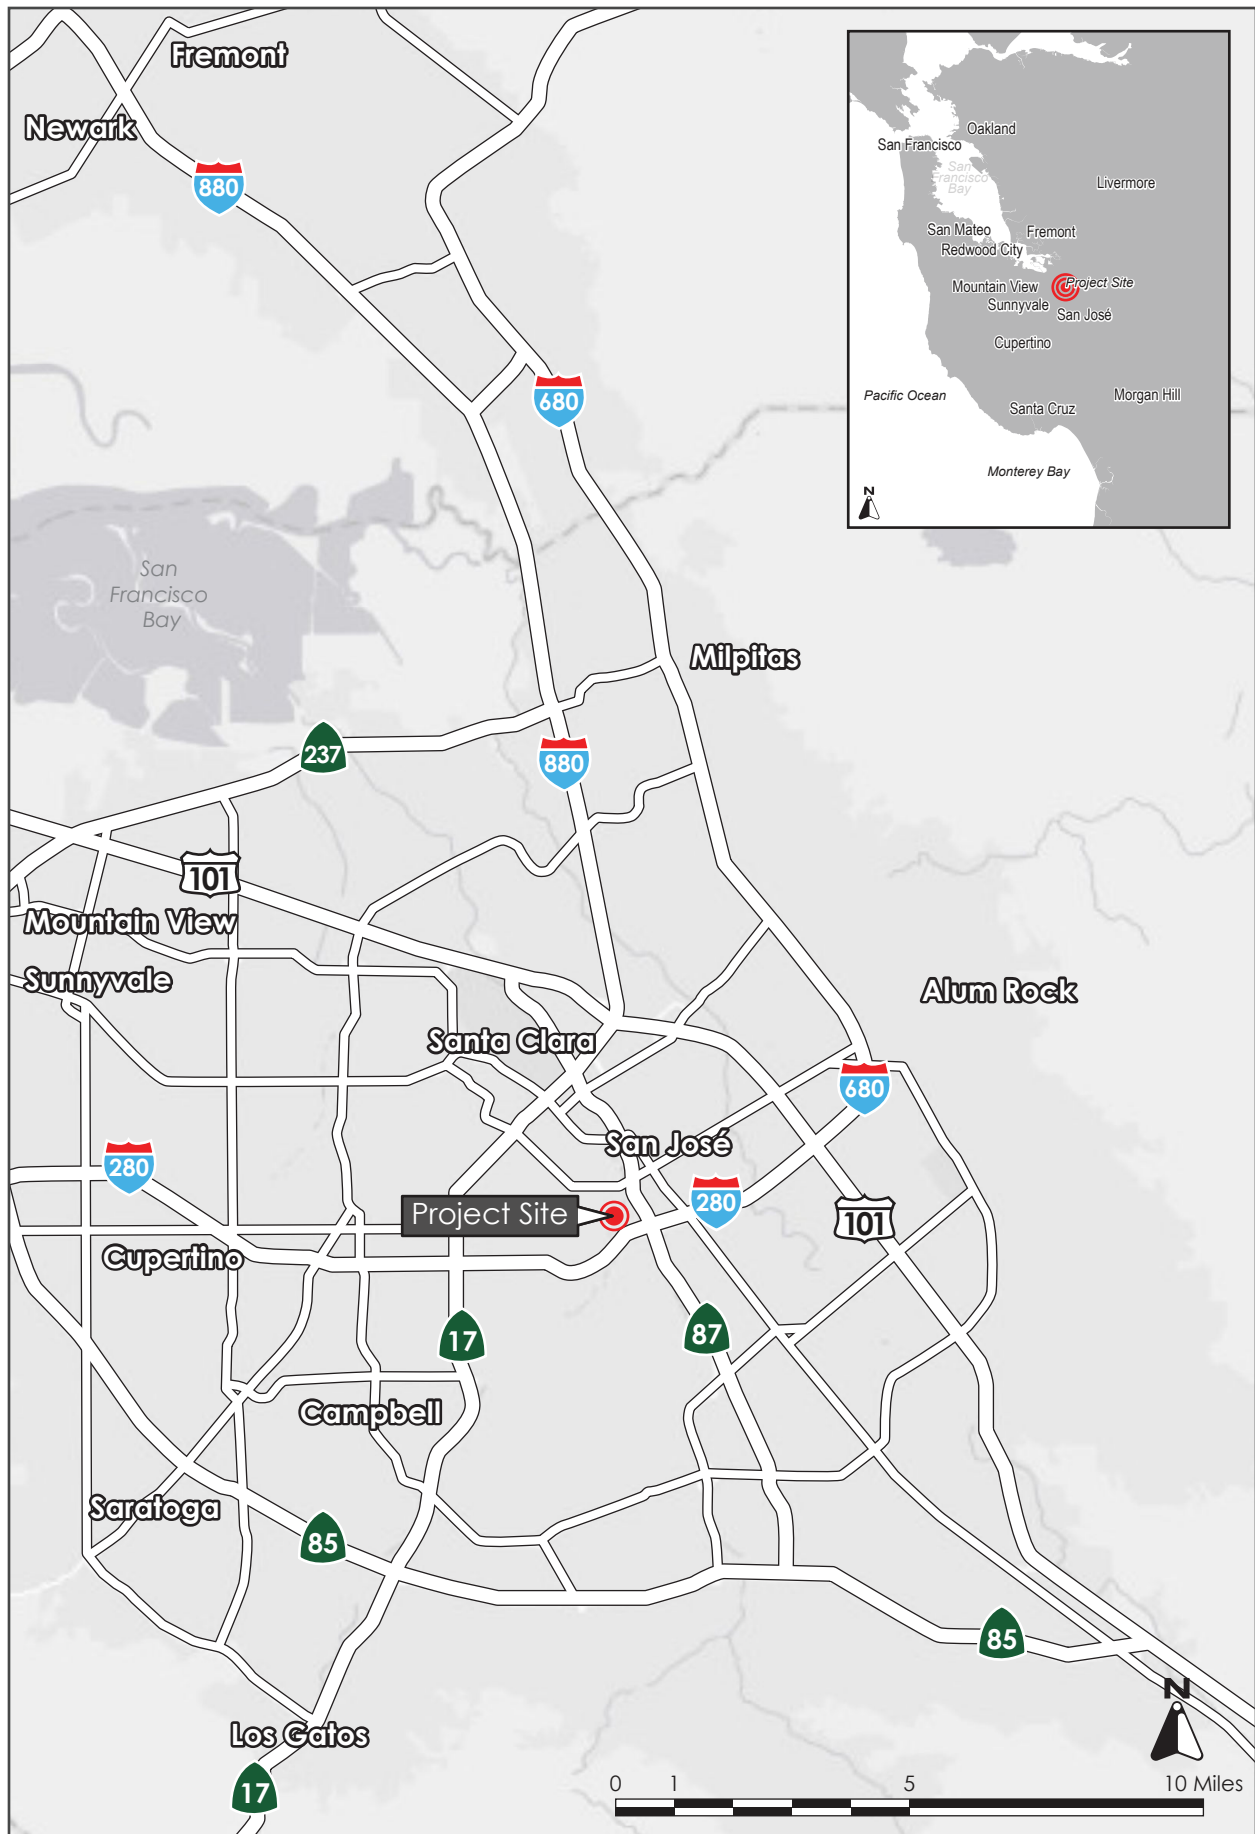 Fremont
Newark
880
680
San
Francisco
Bay
Milpitas
237
880
101
Mountain View
Sunnyvale
Alum Rock
Santa Clara
680
San José
280
280
Project Site
101
Cupertino
17
87
Campbell
Saratoga
85
85
Los Gatos
17
N
0 1 5 10 Miles
Oakland
San Francisco
San
Francisco
Bay
Livermore
San Mateo
Fremont
Redwood City
Project Site
Mountain View
Sunnyvale
San José
Cupertino
Pacific Ocean
Morgan Hill
Santa Cruz
Monterey Bay
N